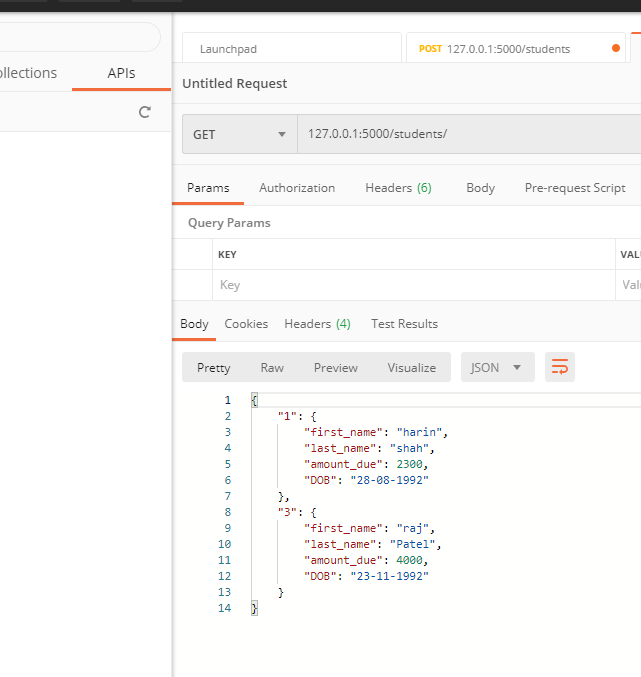 Launchpad
POST 127.0.0.1:5000/students
APIs
Untitled Request
GET 127.0.0.1:5000/students/
Params Authorization Headers (6) Body Pre-request Script
Query Params
KEY
Key
Body Cookies Headers (4) Test Results
Pretty Raw Preview Visualize JSON
1 {
2 "1": {
3 "first_name": "harin",
4 "last_name": "shah",
5 "amount_due": 2300,
6 "DOB": "28-08-1992"
7 },
8 "3": {
9 "first_name": "raj",
10 "last_name": "Patel",
11 "amount_due": 4000,
12 "DOB": "23-11-1992"
13 }
14 }